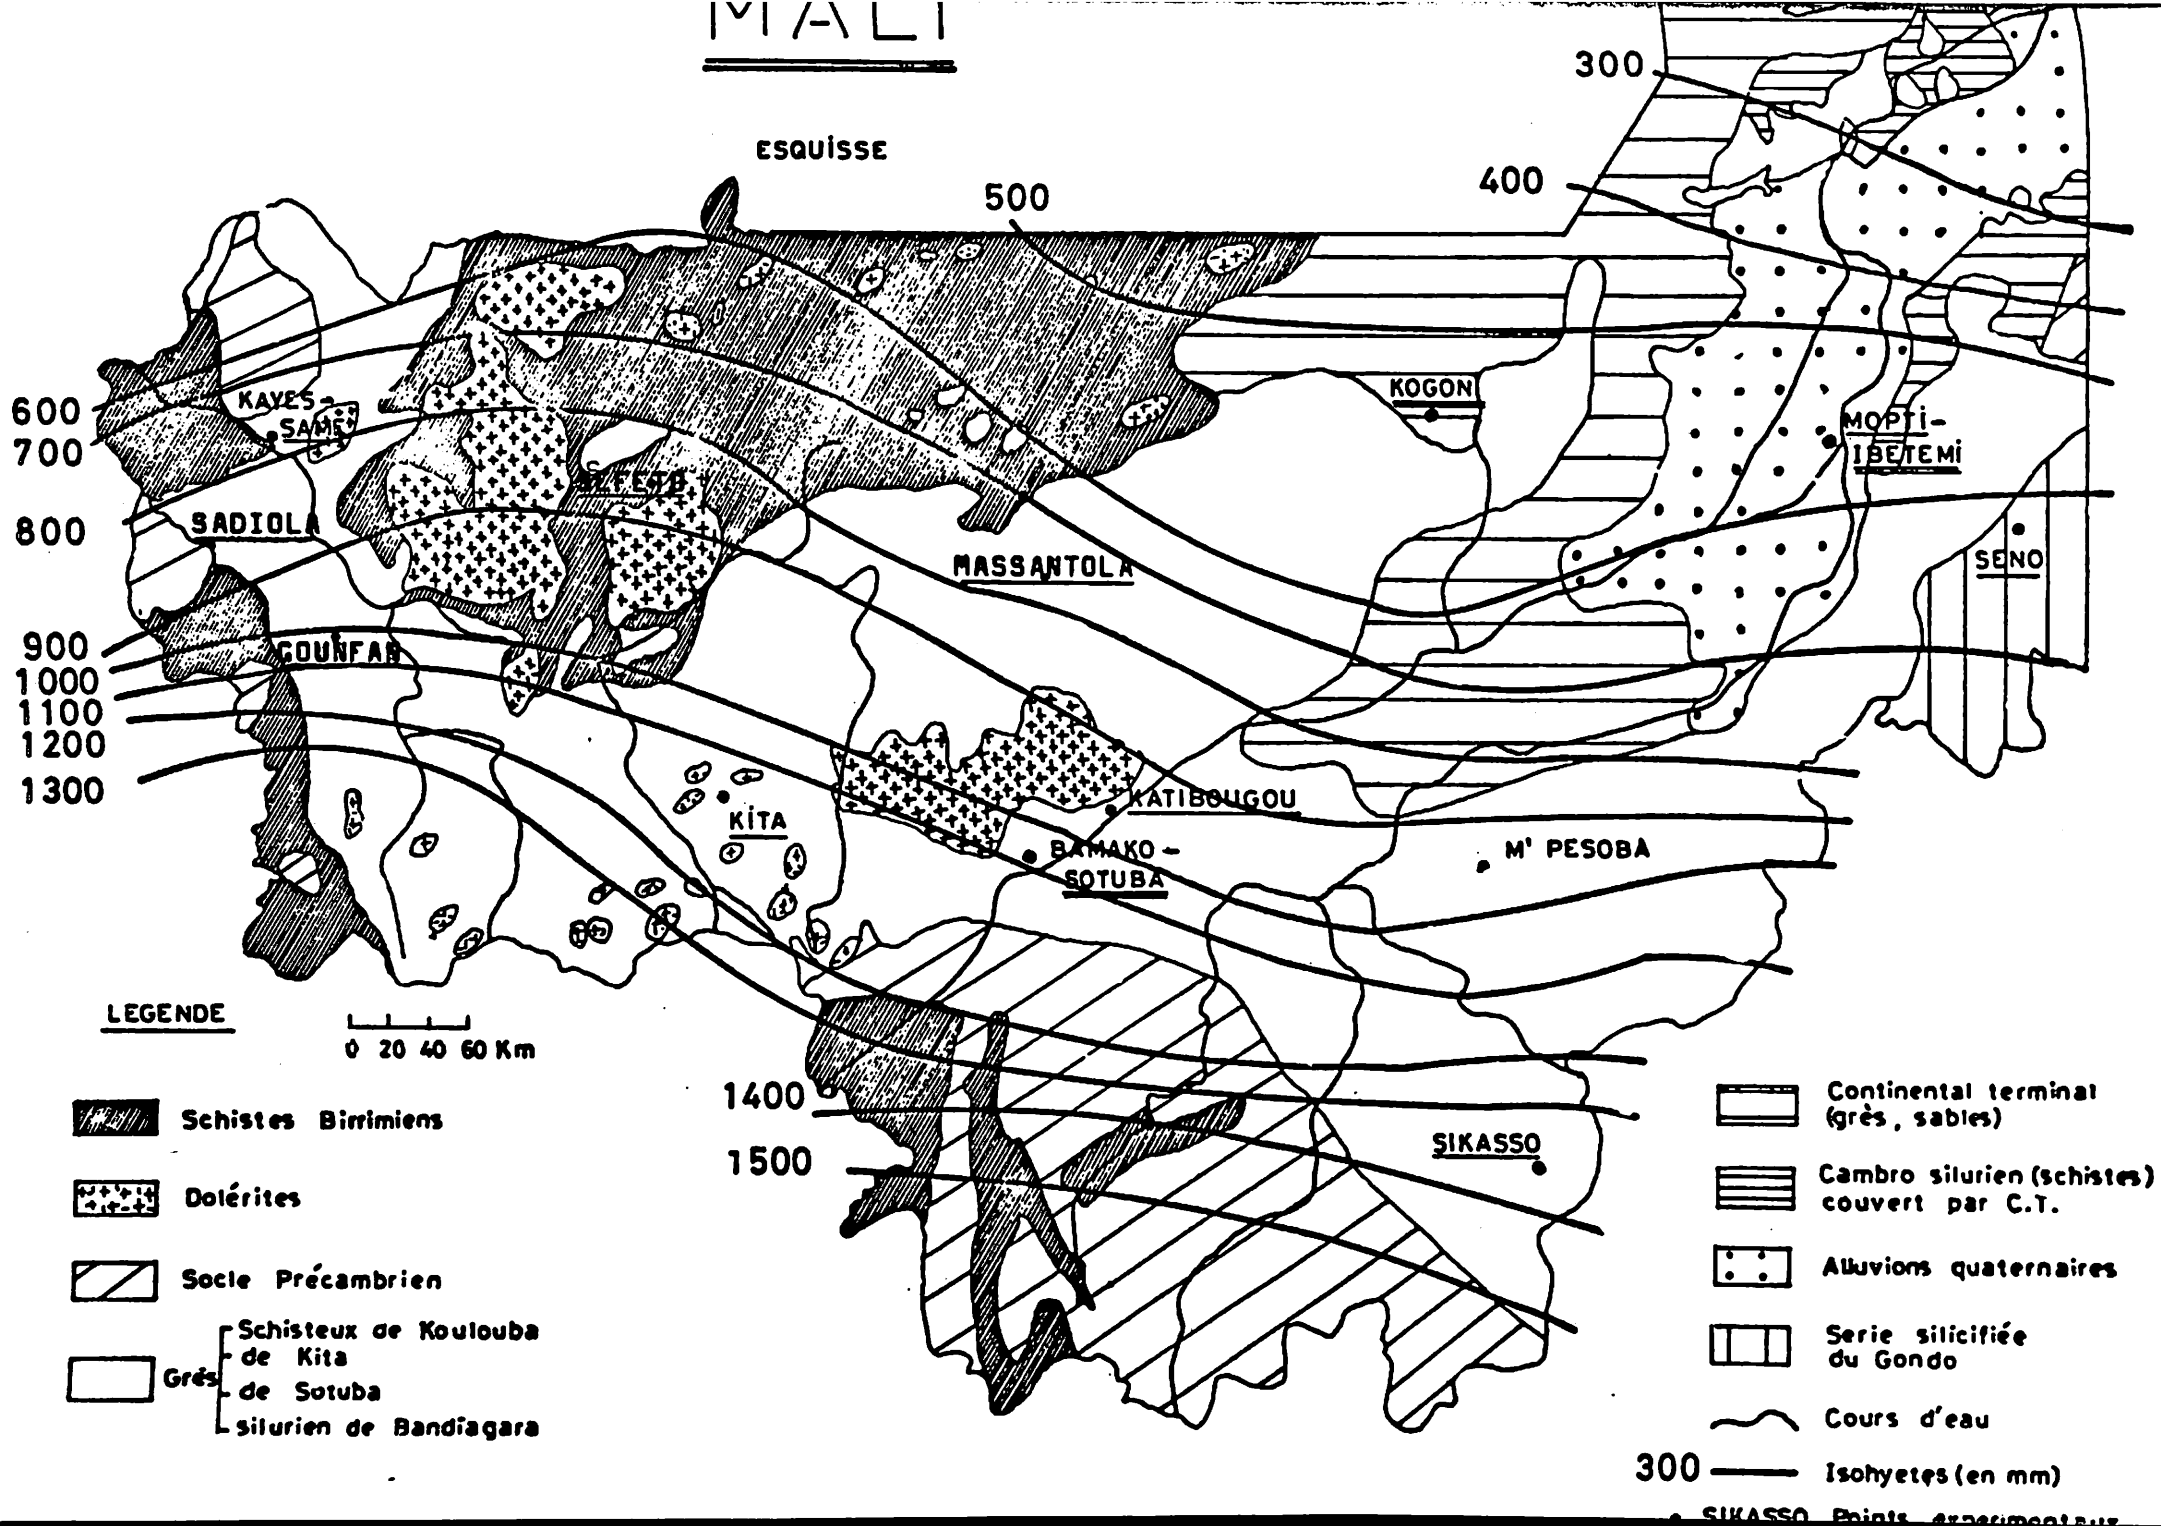 MALI
ESQUISSE
300
400
500
600
700
800
900
1000
1100
1200
1300
1400
1500
KAYES-
SAME
SADIOLA
GOUNFAN
MASSANTOLA
KOGON
MOPTI-
IBETEMI
SENO
KITA
KATIBOUGOU
BAMAKO-
SOTUBA
M' PESOBA
SIKASSO
LEGENDE
0 20 40 60 Km
Schistes Birrimiens
Dolérites
Socle Précambrien
Grés
Schisteux de Koulouba
de Kita
de Sotuba
silurien de Bandiagara
Continental terminal
(grès, sables)
Cambro silurien (schistes)
couvert par C.T.
Alluvions quaternaires
Serie silicifiée
du Gondo
Cours d'eau
300 Isohyetes (en mm)
SIKASSO Points experimentaux